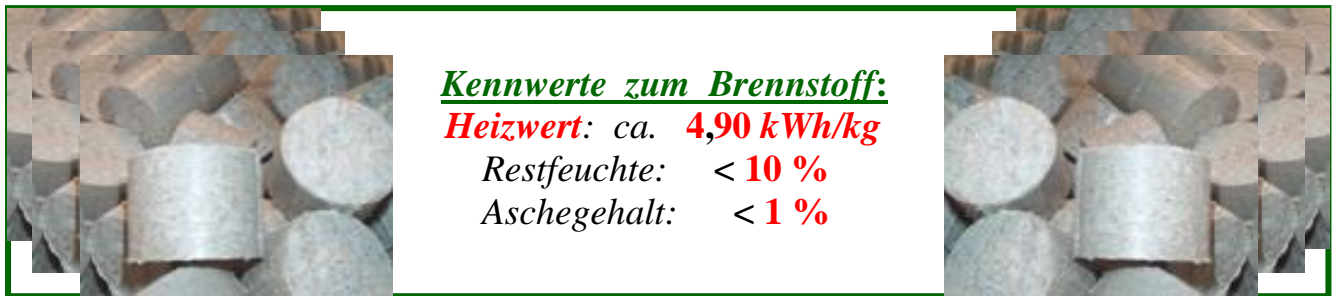 Kennwerte zum Brennstoff:
Heizwert: ca. 4,90 kWh/kg
Restfeuchte: < 10 %
Aschegehalt: < 1 %